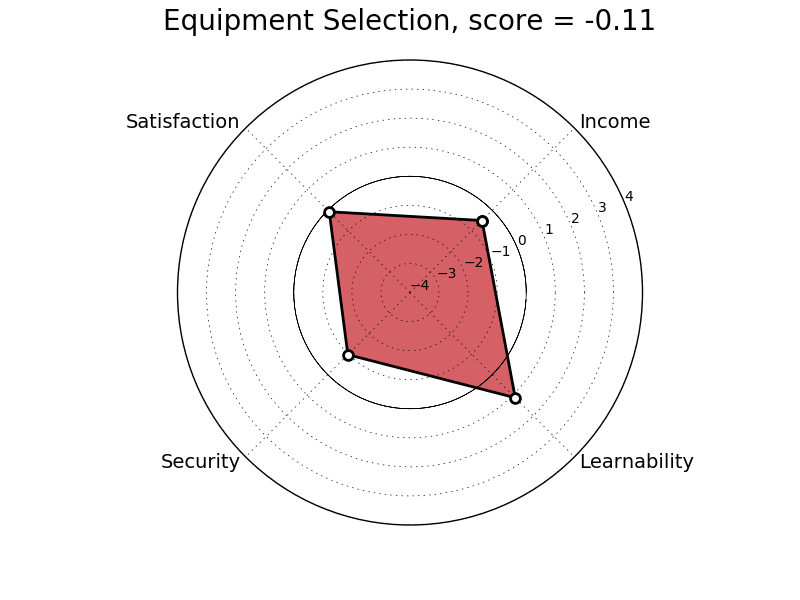 Equipment Selection, score = -0.11
Satisfaction
Income
4
3
2
1
0
−1
−2
−3
−4
Security
Learnability